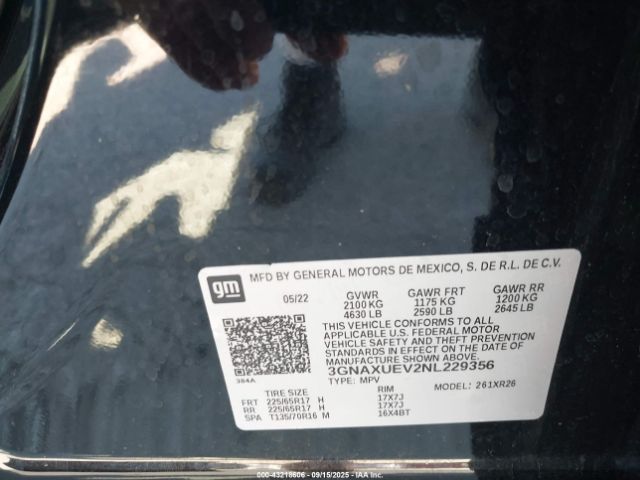 gm
MFD BY GENERAL MOTORS DE MEXICO, S. DE R.L. DE C.V.
05/22 GVWR GAWR FRT GAWR RR
2100 KG 1175 KG 1200 KG
4630 LB 2590 LB 2645 LB
THIS VEHICLE CONFORMS TO ALL
APPLICABLE U.S. FEDERAL MOTOR
VEHICLE SAFETY AND THEFT PREVENTION
STANDARDS IN EFFECT ON THE DATE OF
MANUFACTURE SHOWN ABOVE.
3GNAXUEV2NL229356
384A TYPE: MPV MODEL: 261XR26
TIRE SIZE RIM
FRT 225/65R17 H 17X7J
RR 225/65R17 H 17X7J
SPA T135/70R16 M 16X4BT
000-43218606 - 09/15/2025 - IAAI.COM